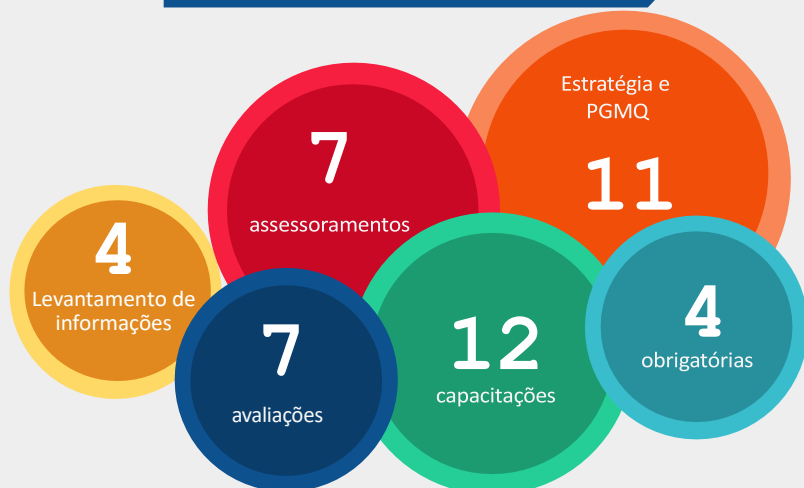 Estratégia e
PGMQ
11
7
assessoramentos
4
Levantamento de
informações
7
avaliações
12
capacitações
4
obrigatórias